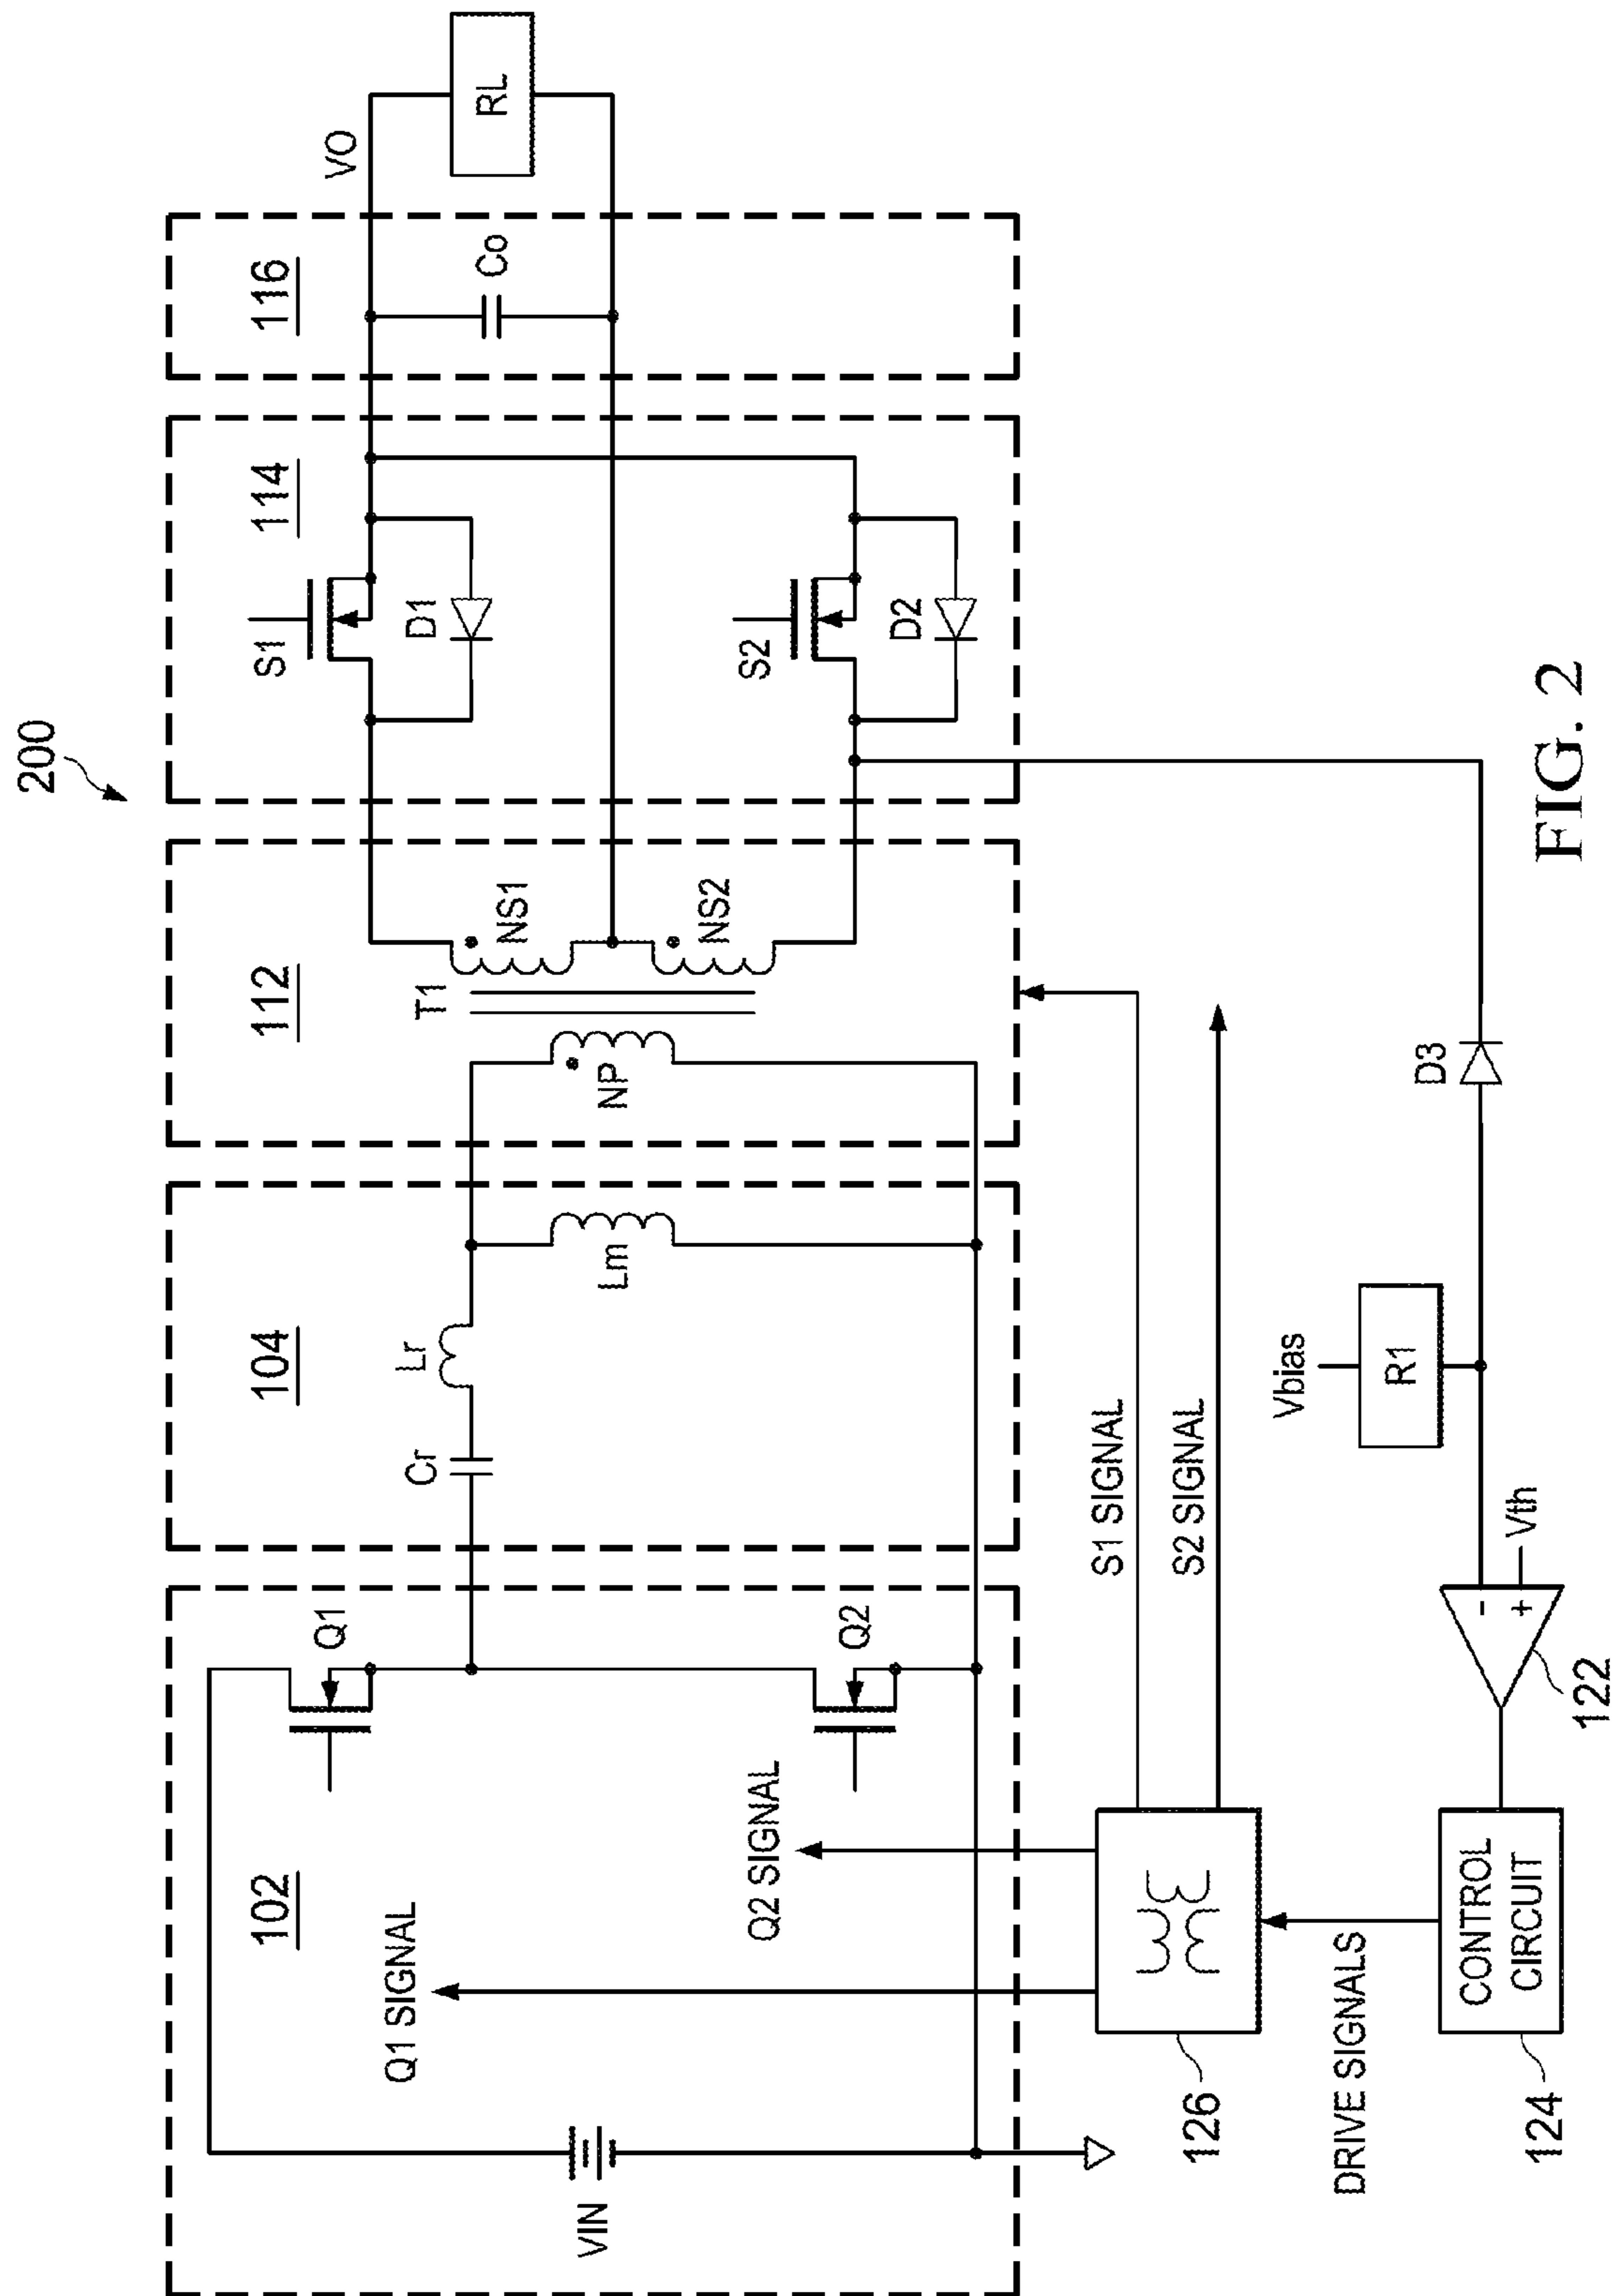 200
102
104
112
114
116
VIN
Q1
Q2
Q1 SIGNAL
Q2 SIGNAL
Cr
Lr
Lm
T1
NP
NS1
NS2
S1
D1
S2
D2
Co
VO
RL
S1 SIGNAL
S2 SIGNAL
126
DRIVE SIGNALS
CONTROL
CIRCUIT
124
122
-
+
Vth
Vbias
R1
D3
FIG. 2